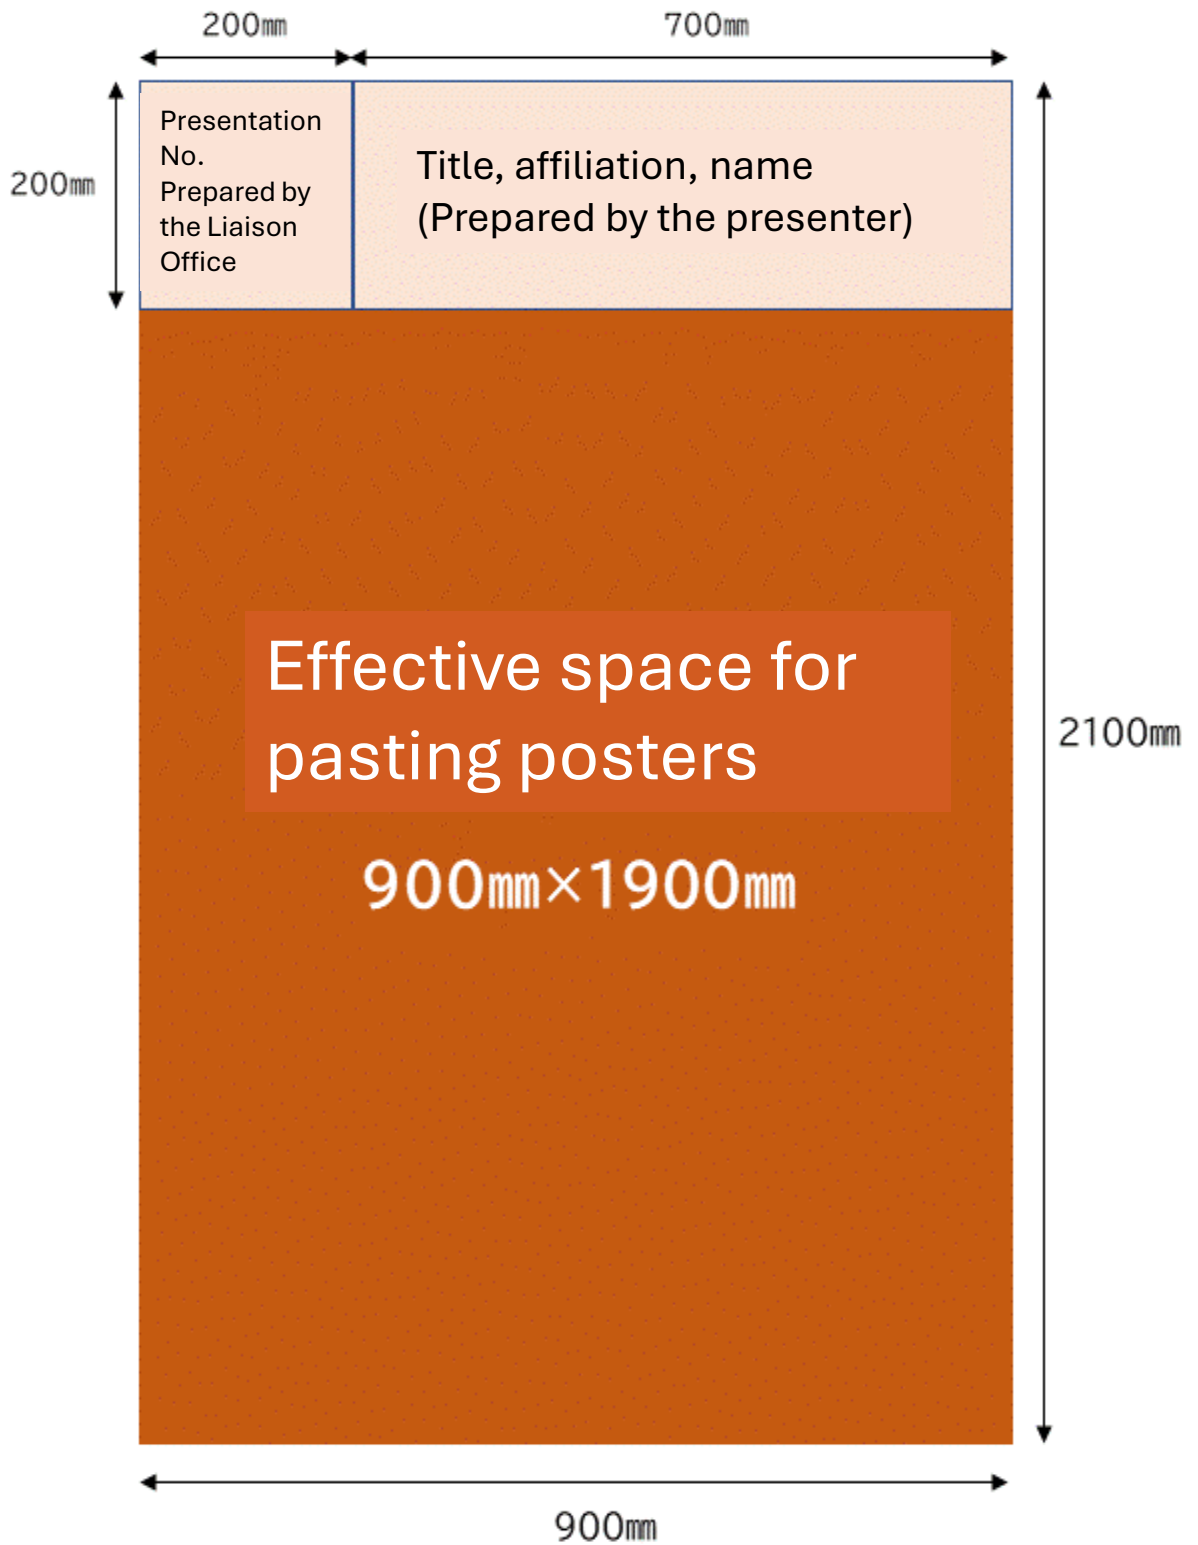 200㎜
700㎜
200㎜
Presentation
No.
Prepared by
the Liaison
Office
Title, affiliation, name
(Prepared by the presenter)
Effective space for
pasting posters
900㎜×1900㎜
2100㎜
900㎜